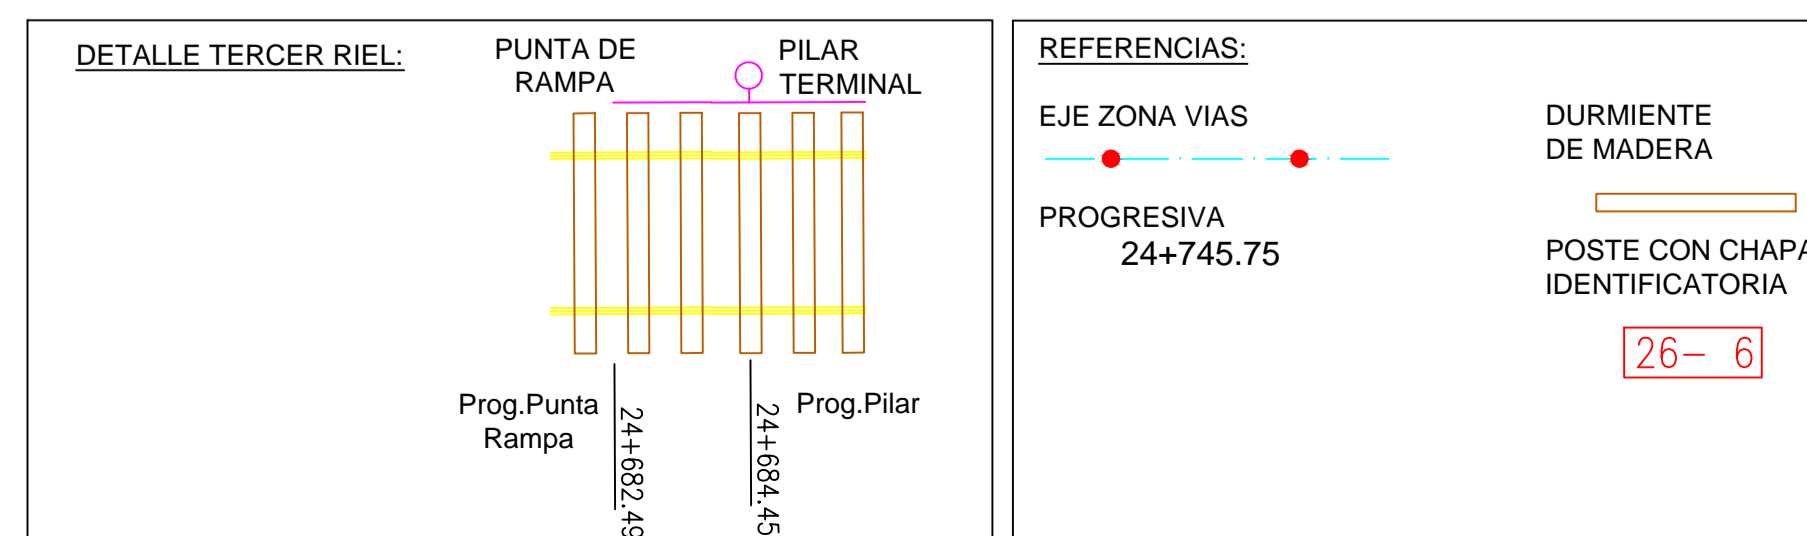 DETALLE TERCER RIEL:
PUNTA DE
RAMPA
PILAR
TERMINAL
Prog.Punta
Rampa
24+682.49
24+684.45
Prog.Pilar
REFERENCIAS:
EJE ZONA VIAS
PROGRESIVA
24+745.75
DURMIENTE
DE MADERA
POSTE CON CHAPA
IDENTIFICATORIA
26- 6